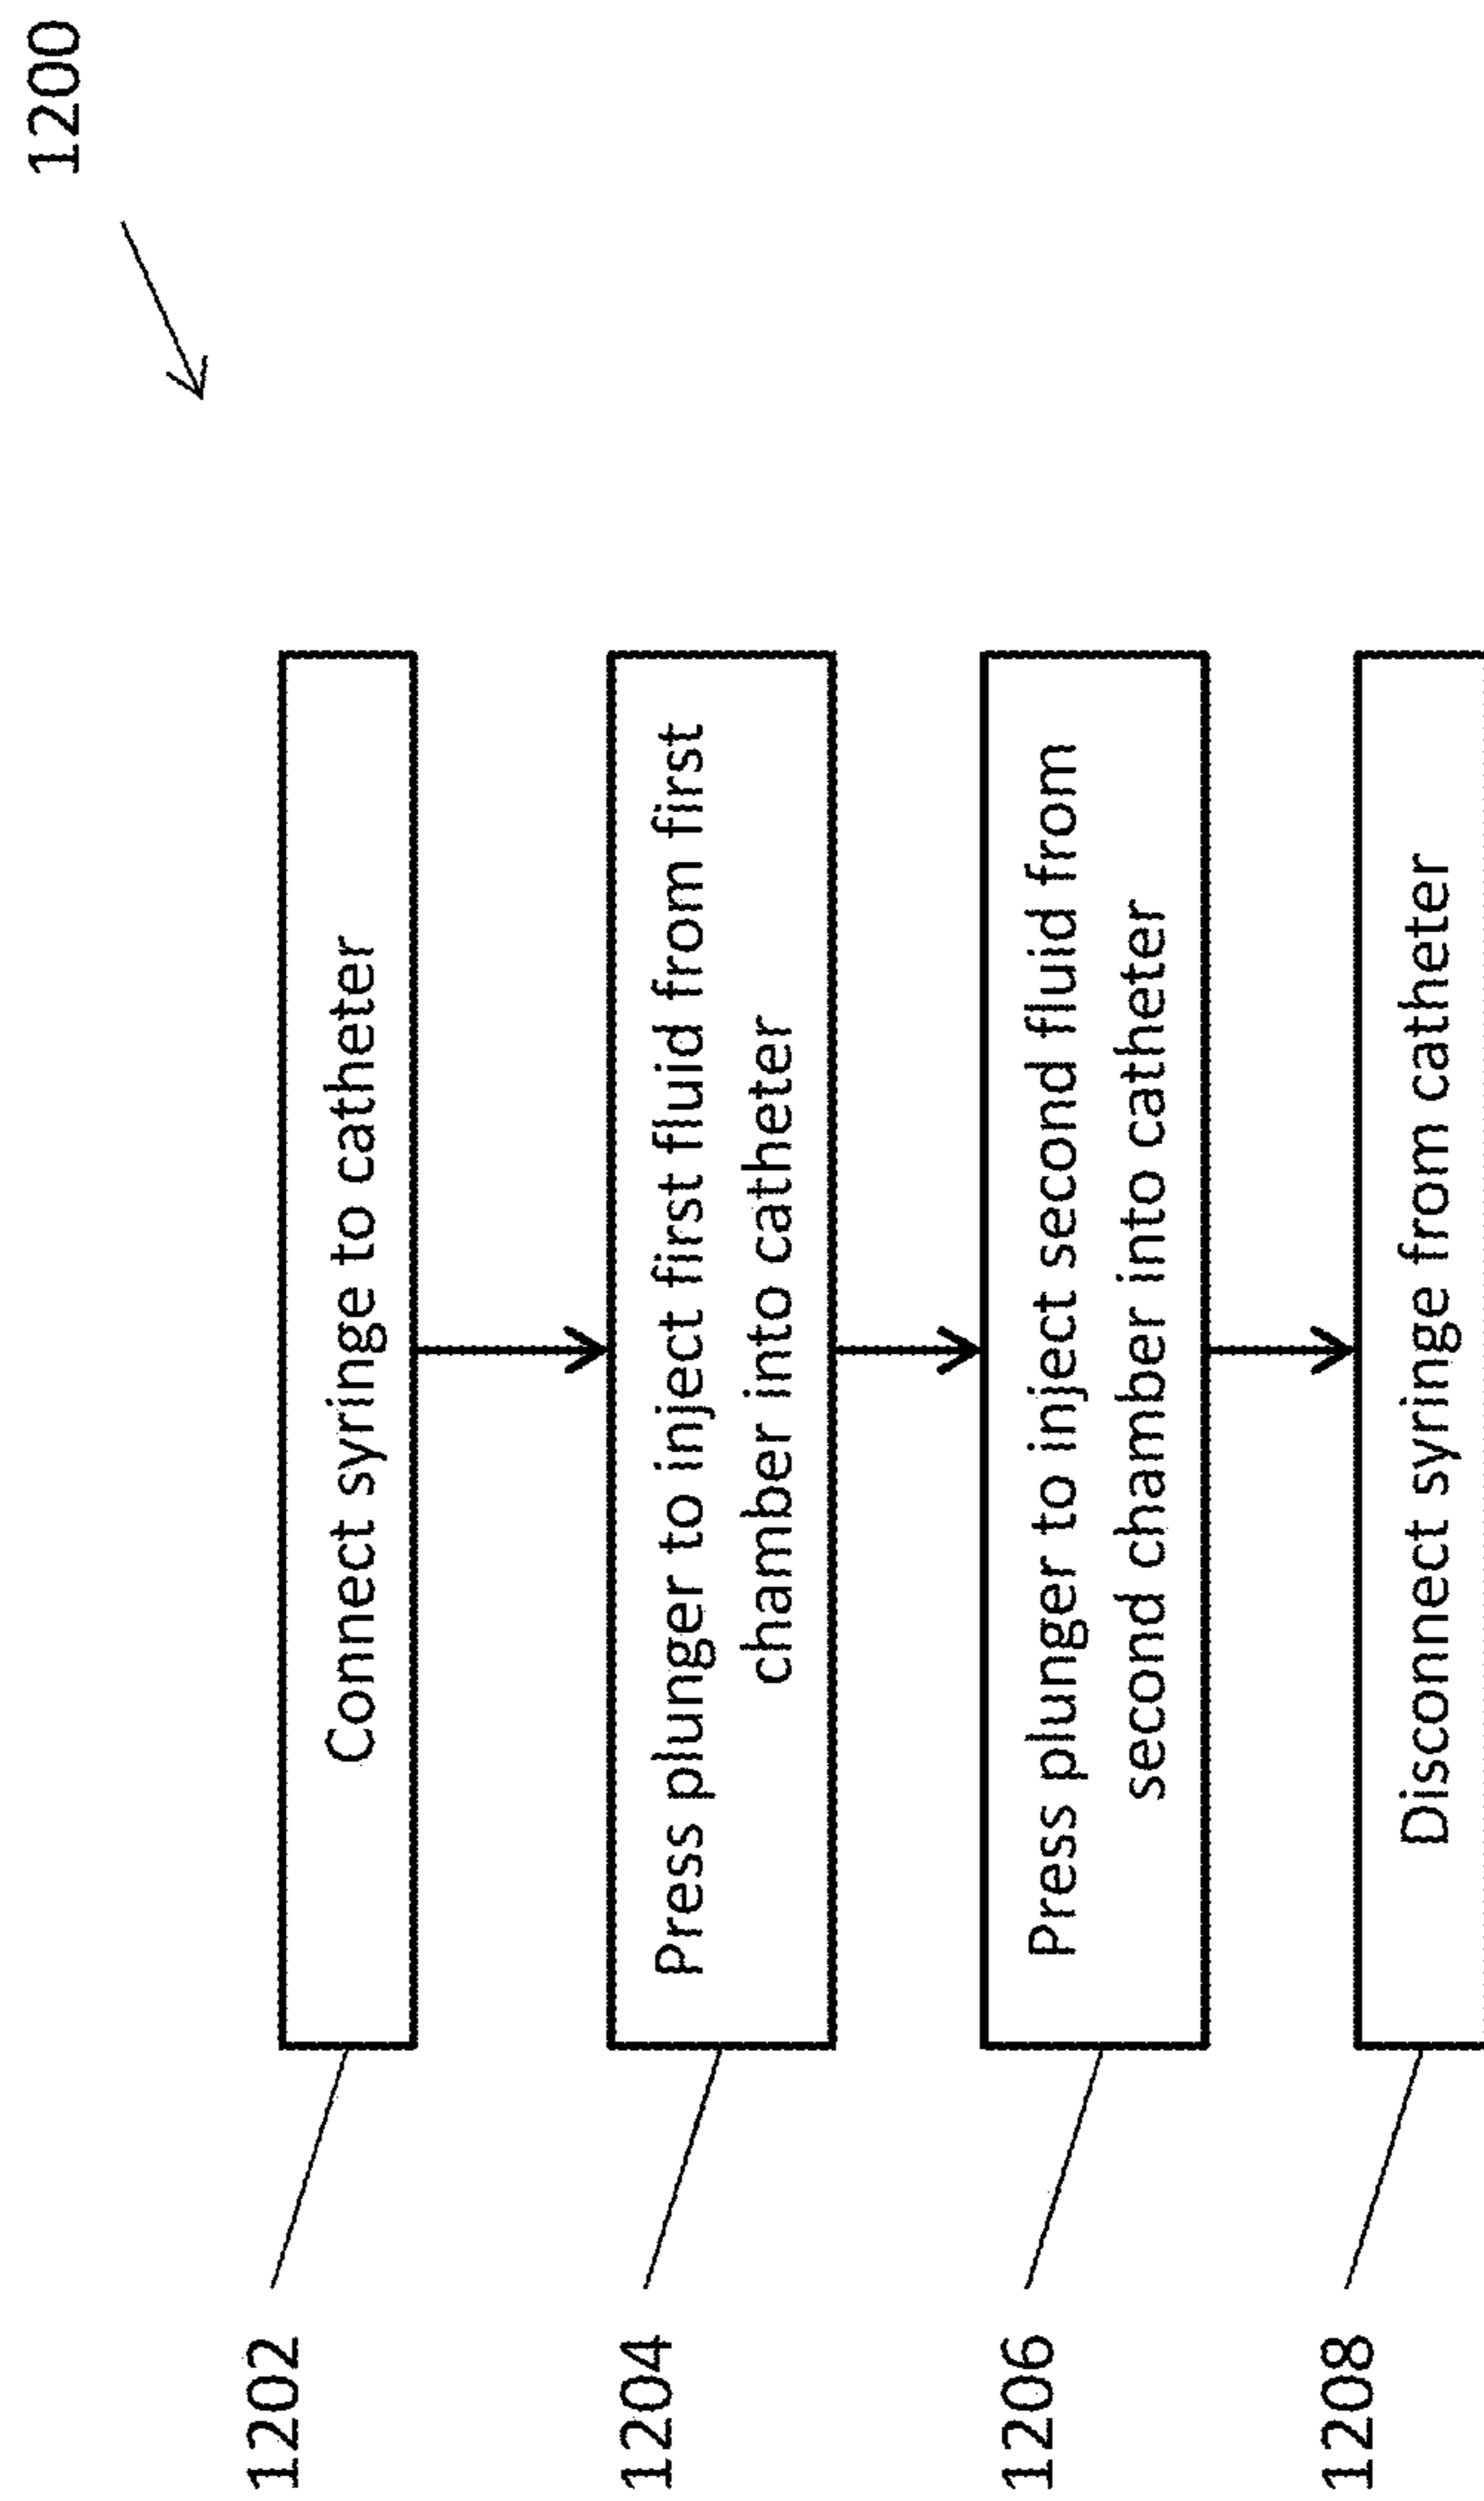 1200
1202
Connect syringe to catheter
1204
Press plunger to inject first fluid from first
chamber into catheter
1206
Press plunger to inject second fluid from
second chamber into catheter
1208
Disconnect syringe from catheter